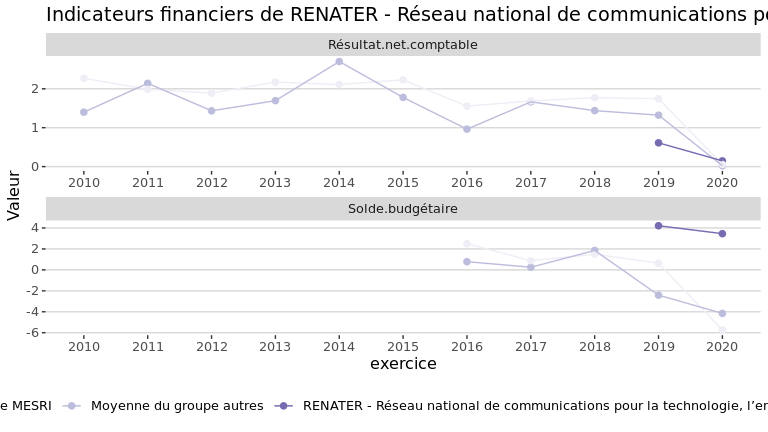 Indicateurs financiers de RENATER - Réseau national de communications po
Résultat.net.comptable
2
1
0
2010 2011 2012 2013 2014 2015 2016 2017 2018 2019 2020
Valeur
Solde.budgétaire
4
2
0
-2
-4
-6
2010 2011 2012 2013 2014 2015 2016 2017 2018 2019 2020
exercice
e MESRI Moyenne du groupe autres RENATER - Réseau national de communications pour la technologie, l'en